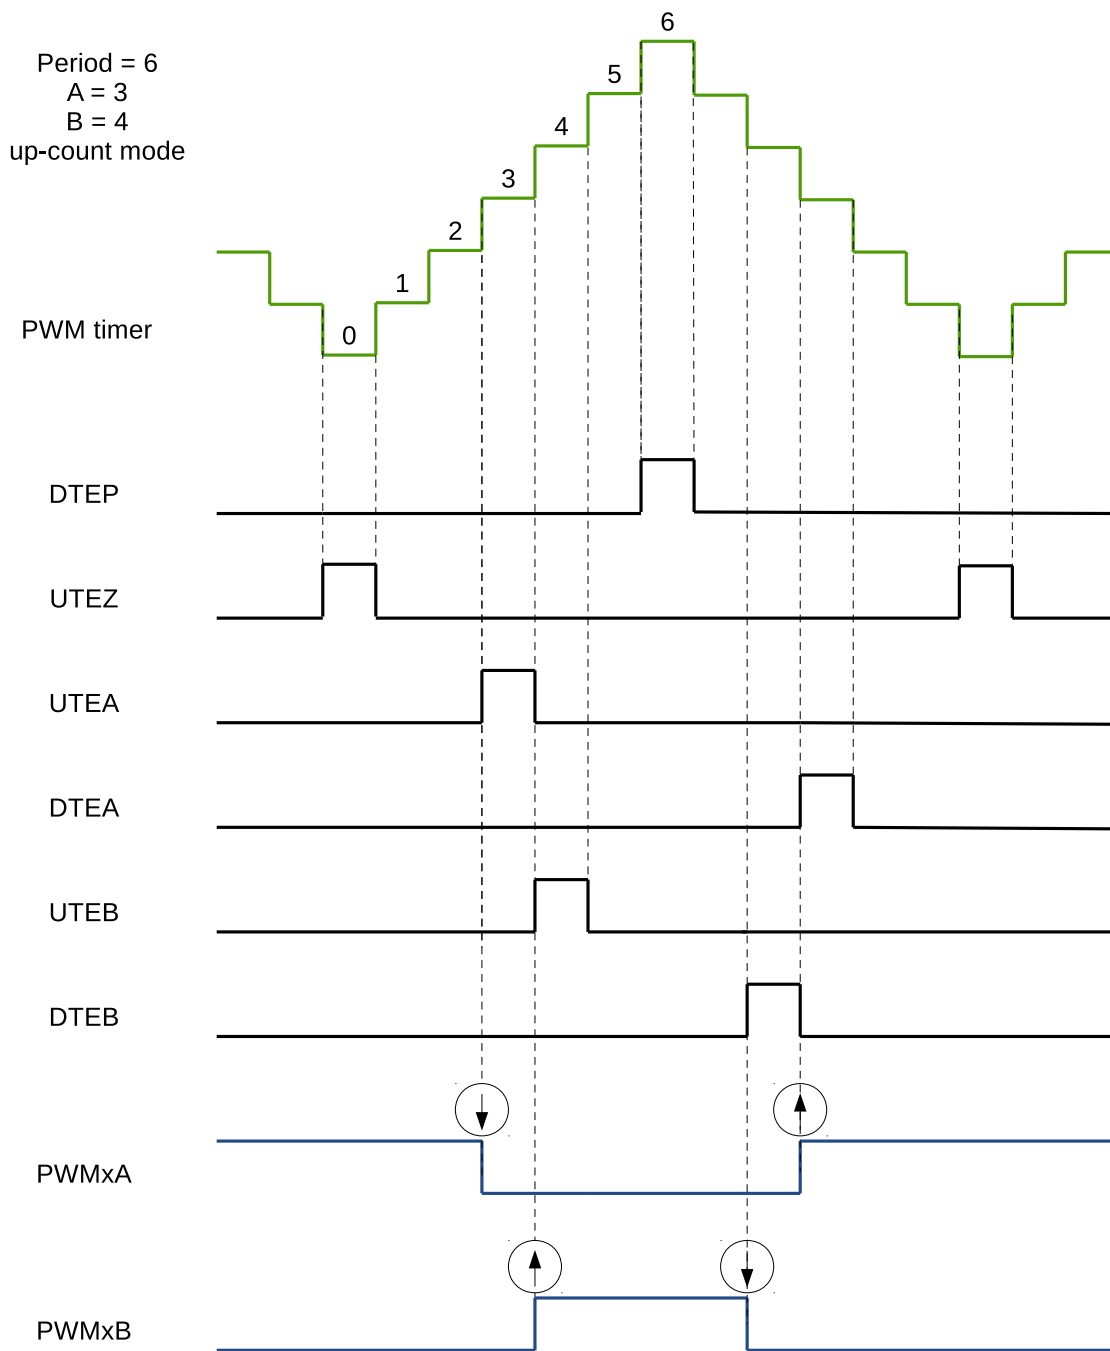 6
Period = 6
A = 3
B = 4
up-count mode
5
4
3
2
1
0
PWM timer
DTEP
UTEZ
UTEA
DTEA
UTEB
DTEB
PWMxA
PWMxB